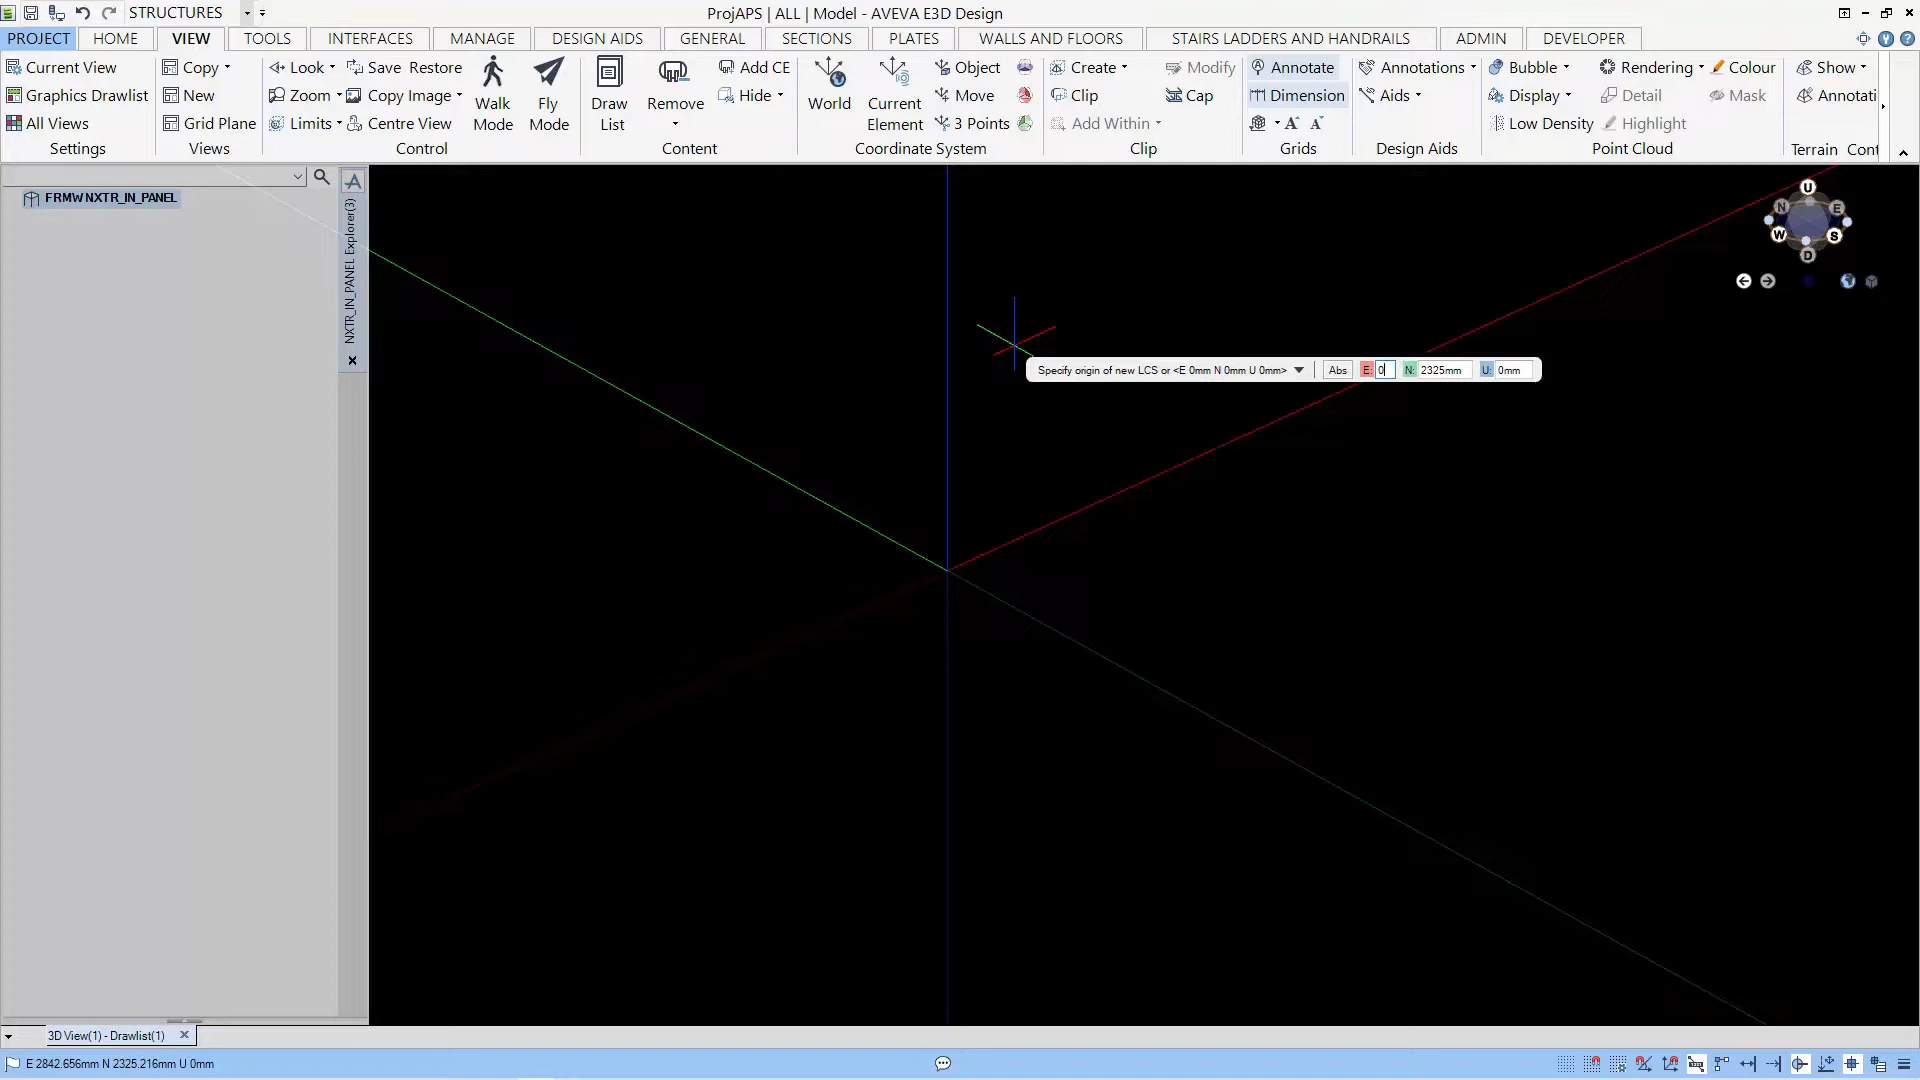 STRUCTURES
ProjAPS | ALL | Model - AVEVA E3D Design
PROJECT HOME VIEW TOOLS INTERFACES MANAGE DESIGN AIDS GENERAL SECTIONS PLATES WALLS AND FLOORS STAIRS LADDERS AND HANDRAILS ADMIN DEVELOPER
Current View
Graphics Drawlist
All Views
Settings
Copy
New
Grid Plane
Views
Look
Zoom
Limits
Save Restore
Copy Image
Centre View
Walk
Mode
Fly
Mode
Control
Draw
List
Remove
Add CE
Hide
Content
World
Current
Element
Object
Move
3 Points
Coordinate System
Create
Clip
Add Within
Modify
Cap
Clip
Annotate
Dimension
A A
Grids
Annotations
Aids
Design Aids
Bubble
Display
Low Density
Rendering
Detail
Highlight
Colour
Mask
Point Cloud
Show
Annotati
Terrain Cont
FRMW NXTR_IN_PANEL
NXTR_IN_PANEL Explorer(3)
Specify origin of new LCS or <E 0mm N 0mm U 0mm> Abs E: 0 N: 2325mm U: 0mm
U
N E
W S
D
3D View(1) - Drawlist(1)
E 2842.656mm N 2325.216mm U 0mm